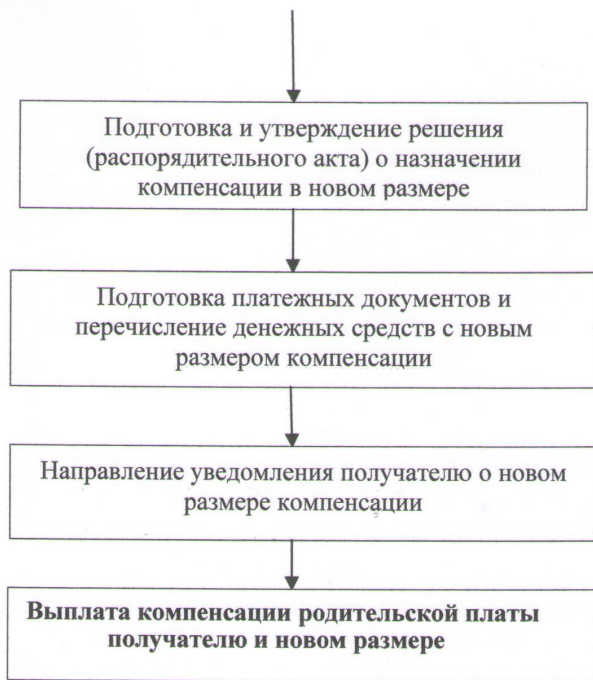 Подготовка и утверждение решения
(распорядительного акта) о назначении
компенсации в новом размере
Подготовка платежных документов и
перечисление денежных средств с новым
размером компенсации
Направление уведомления получателю о новом
размере компенсации
Выплата компенсации родительской платы
получателю и новом размере